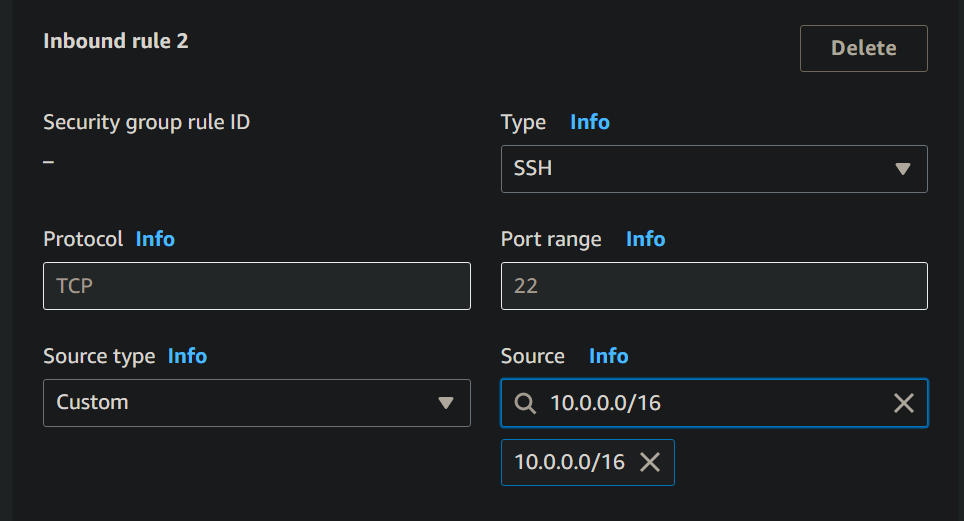 Inbound rule 2
Delete
Security group rule ID
–
Type Info
SSH
Protocol Info
TCP
Port range Info
22
Source type Info
Custom
Source Info
10.0.0.0/16
10.0.0.0/16